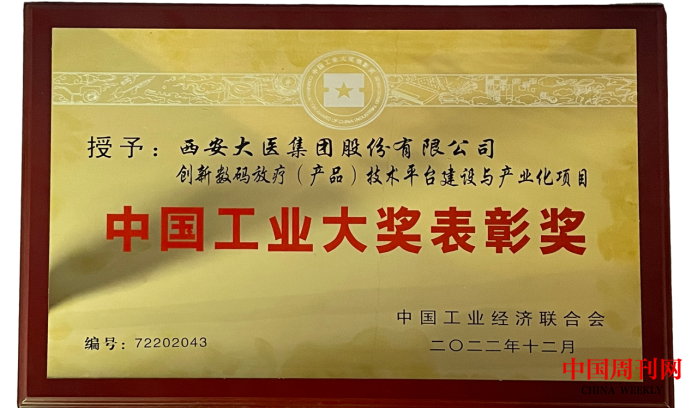 授予：西安大医集团股份有限公司
创新数码放疗（产品）技术平台建设与产业化项目
中国工业大奖表彰奖
中国工业经济联合会
编号：72202043
二〇二二年十二月
中国周刊网
CHINA WEEKLY